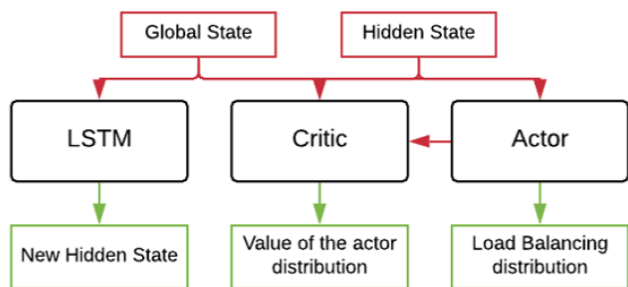 Global State
Hidden State
LSTM
Critic
Actor
New Hidden State
Value of the actor
distribution
Load Balancing
distribution